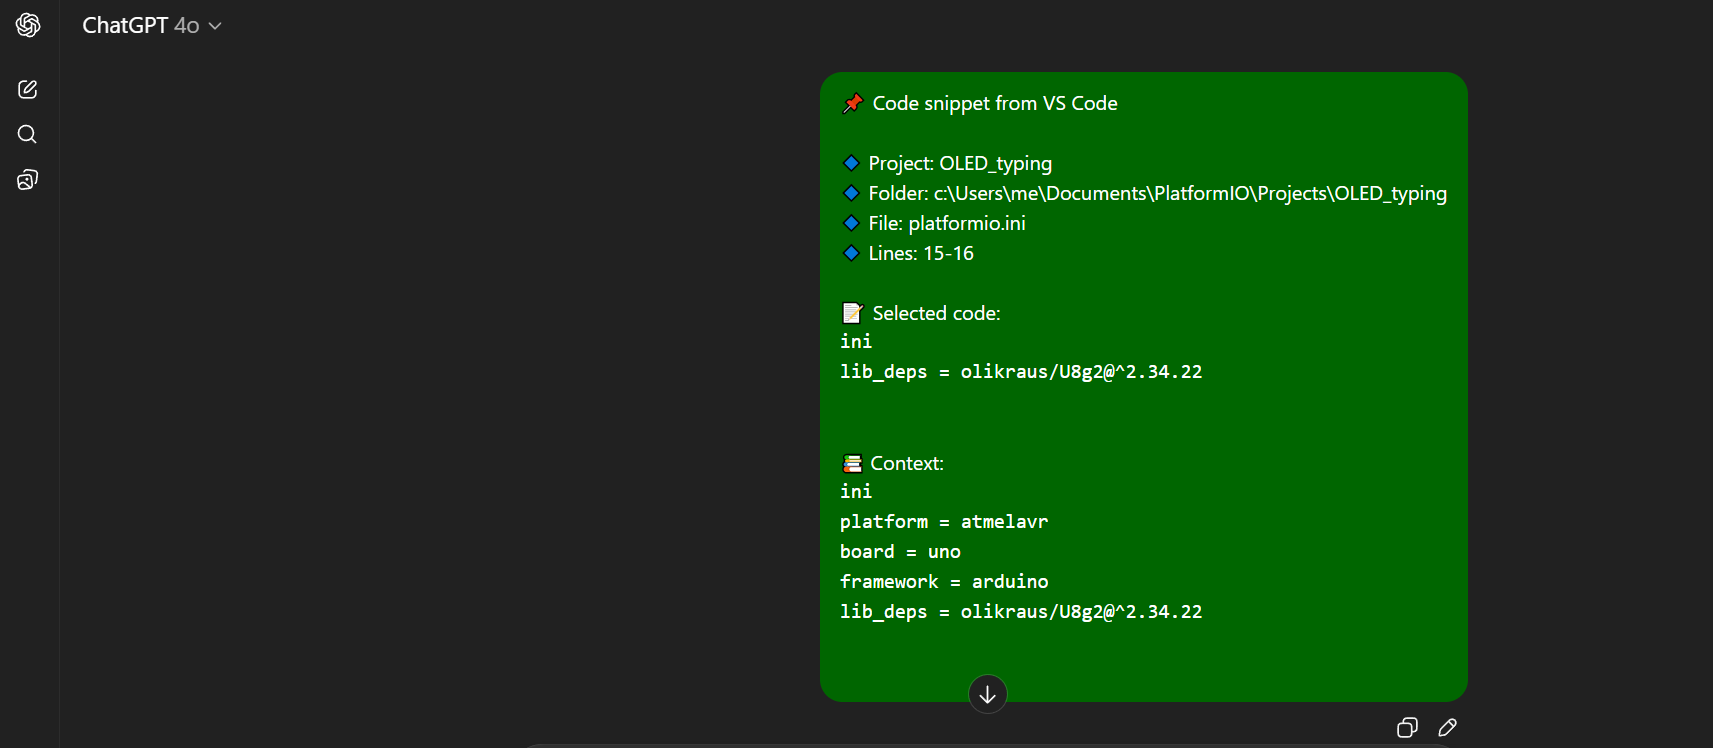 ChatGPT 4o
📌 Code snippet from VS Code
🔹 Project: OLED_typing
🔹 Folder: c:\Users\me\Documents\PlatformIO\Projects\OLED_typing
🔹 File: platformio.ini
🔹 Lines: 15-16
📝 Selected code:
ini
lib_deps = olikraus/U8g2@^2.34.22
📚 Context:
ini
platform = atmelavr
board = uno
framework = arduino
lib_deps = olikraus/U8g2@^2.34.22